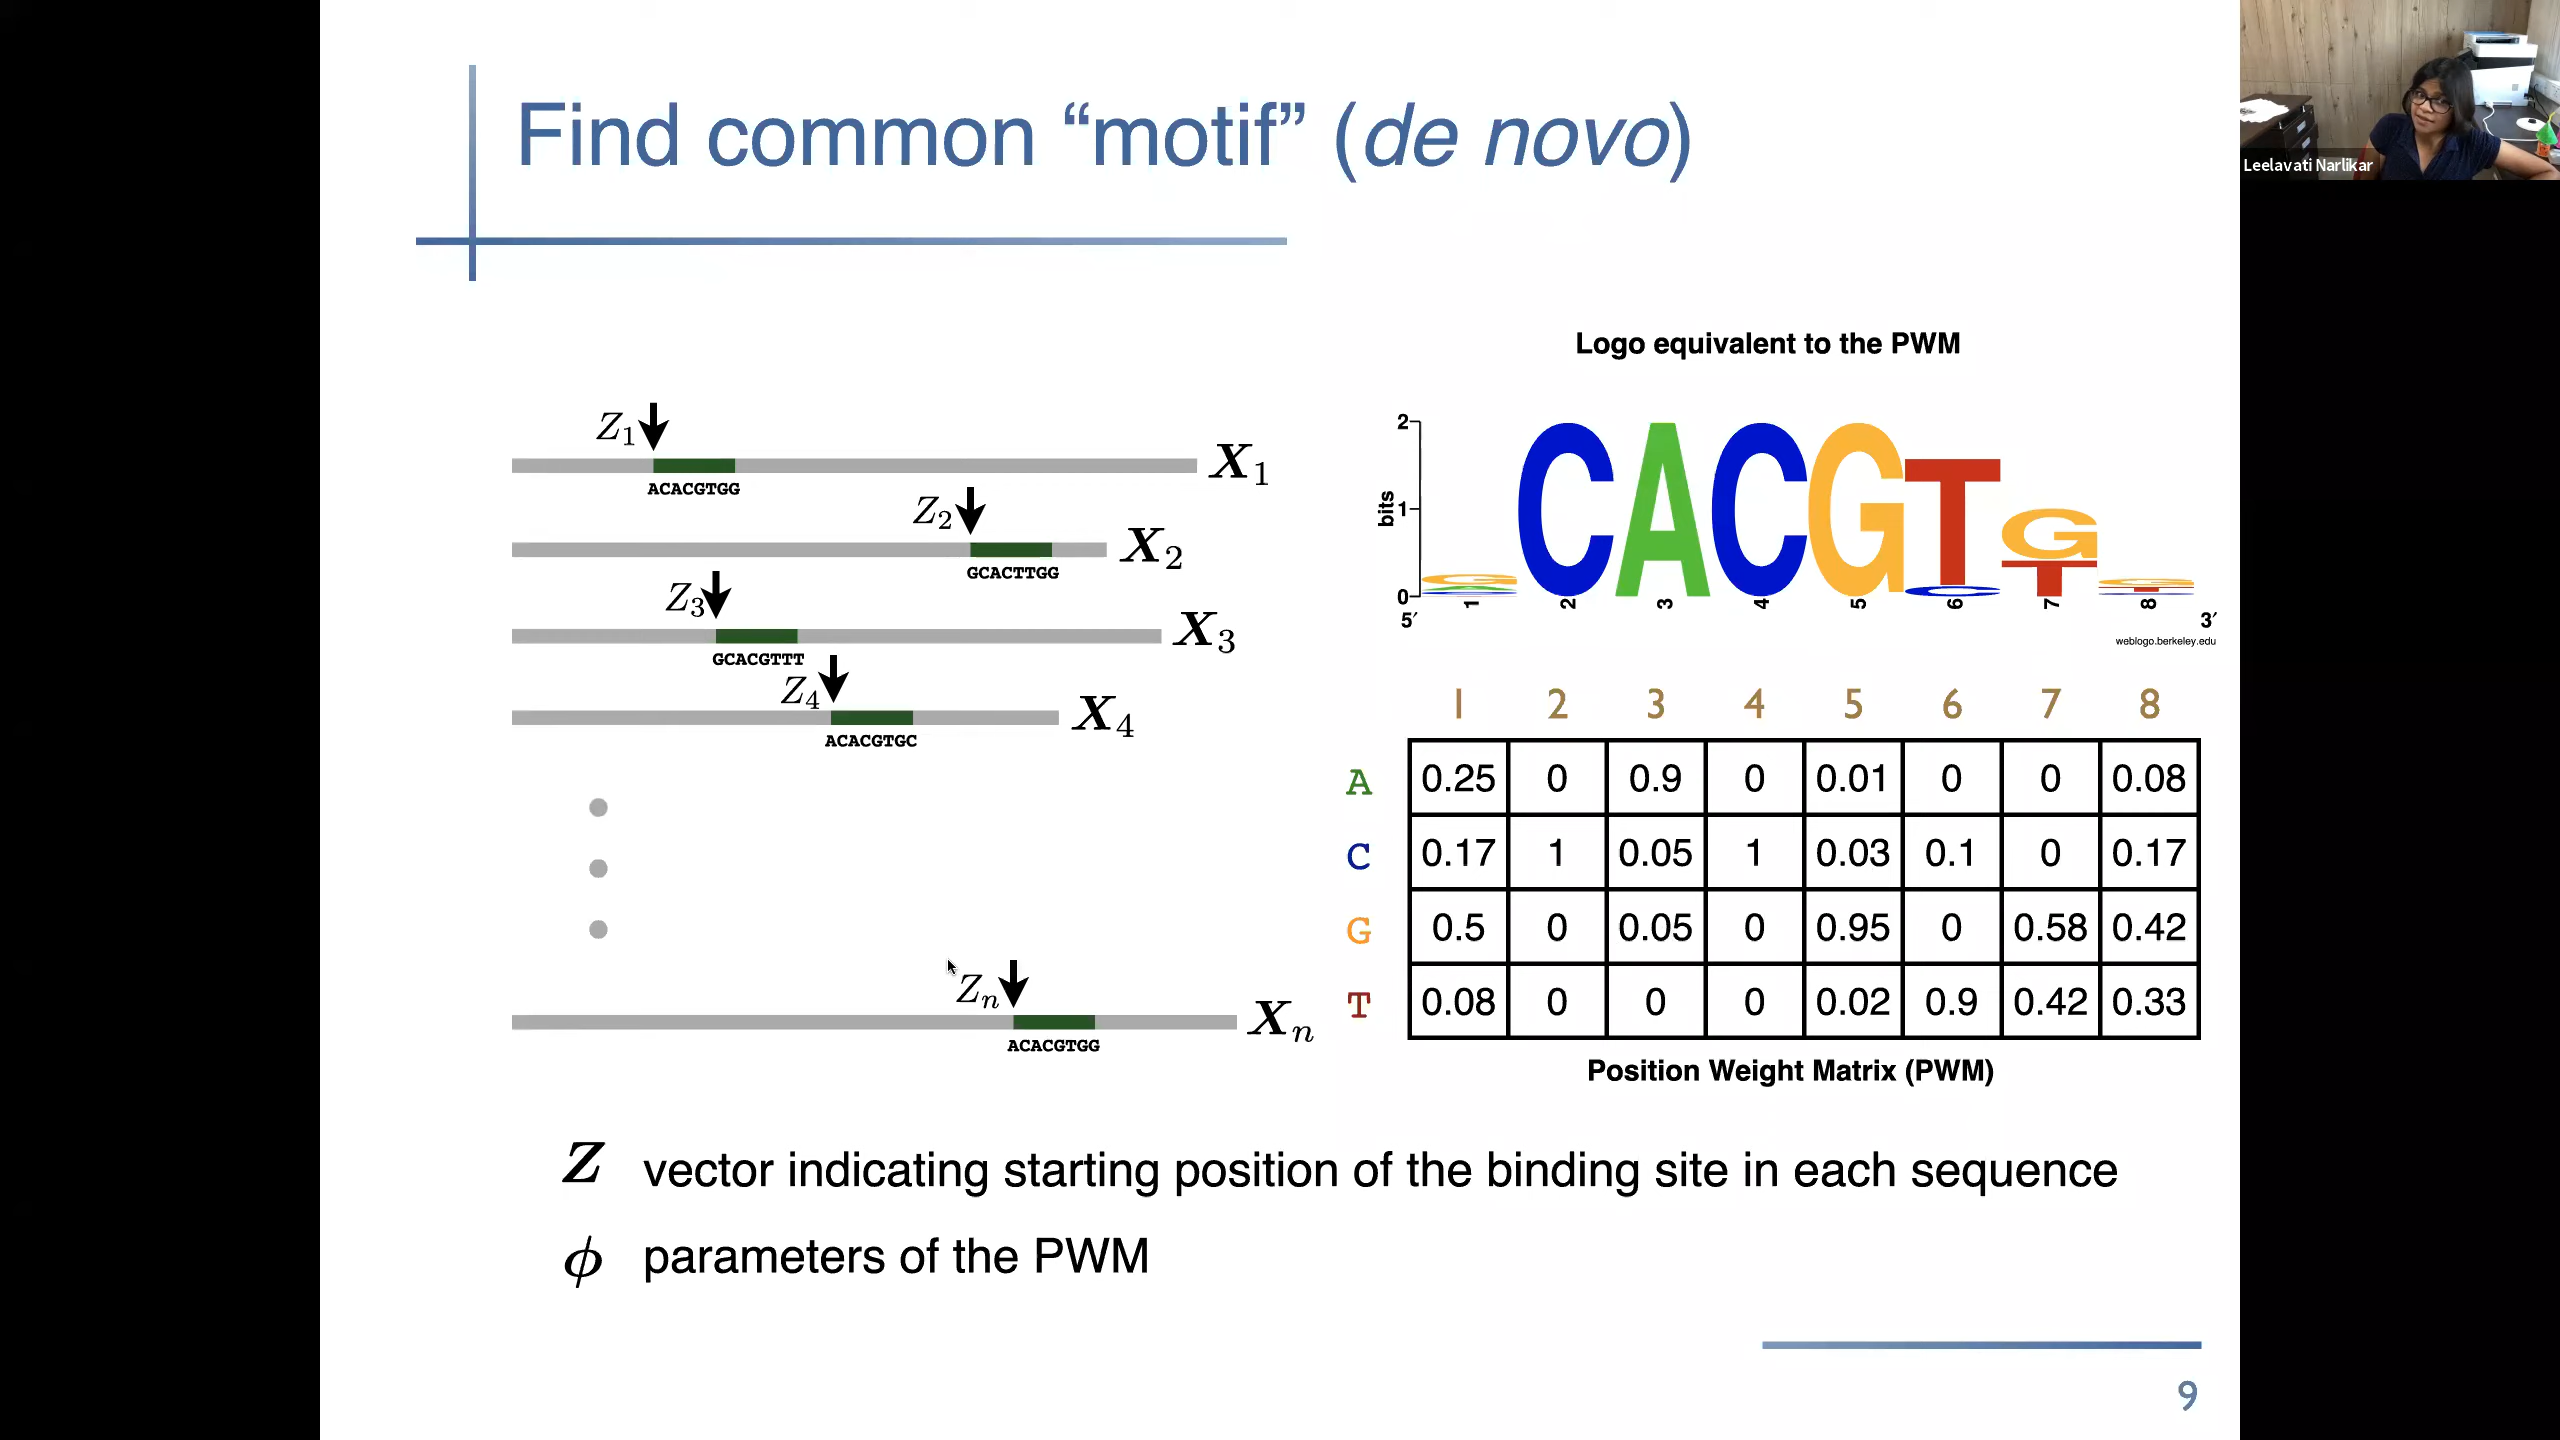 Find common “motif” (de novo)
Leelavati Narlikar
Z1
X1
ACACGTGG
Z2
X2
GCACTTGG
Z3
X3
GCACGTTT
Z4
X4
ACACGTGC
Zn
Xn
ACACGTGG
Logo equivalent to the PWM
2
bits
1
0
G CACGT G
C T
1 2 3 4 5 6 7 8
5′ 3′
weblogo.berkeley.edu
1 2 3 4 5 6 7 8
A 0.25 0 0.9 0 0.01 0 0 0.08
C 0.17 1 0.05 1 0.03 0.1 0 0.17
G 0.5 0 0.05 0 0.95 0 0.58 0.42
T 0.08 0 0 0 0.02 0.9 0.42 0.33
Position Weight Matrix (PWM)
Z vector indicating starting position of the binding site in each sequence
ϕ parameters of the PWM
9